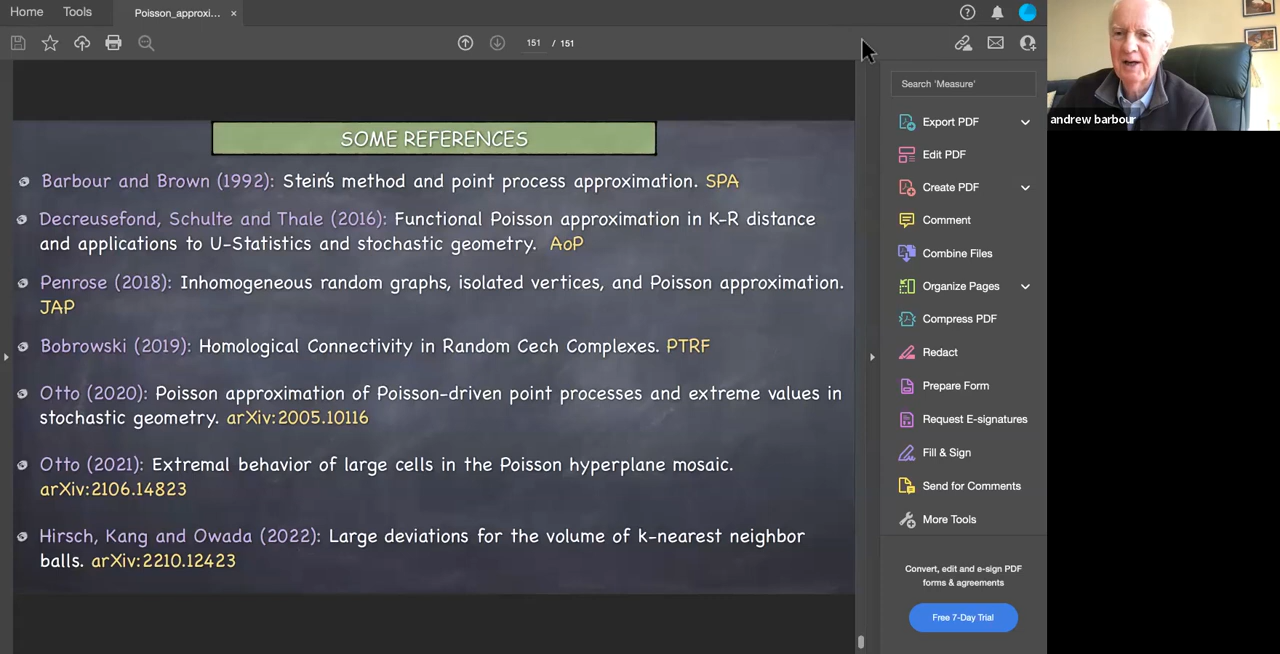 Home
Tools
Poisson_approxi...
×
151 / 151
SOME REFERENCES
Barbour and Brown (1992): Stein's method and point process approximation. SPA
Decreusefond, Schulte and Thale (2016): Functional Poisson approximation in K-R distance
and applications to U-Statistics and stochastic geometry. AoP
Penrose (2018): Inhomogeneous random graphs, isolated vertices, and Poisson approximation.
JAP
Bobrowski (2019): Homological Connectivity in Random Cech Complexes. PTRF
Otto (2020): Poisson approximation of Poisson-driven point processes and extreme values in
stochastic geometry. arXiv:2005.10116
Otto (2021): Extremal behavior of large cells in the Poisson hyperplane mosaic.
arXiv:2106.14823
Hirsch, Kang and Owada (2022): Large deviations for the volume of k-nearest neighbor
balls. arXiv:2210.12423
Search 'Measure'
Export PDF
Edit PDF
Create PDF
Comment
Combine Files
Organize Pages
Compress PDF
Redact
Prepare Form
Request E-signatures
Fill & Sign
Send for Comments
More Tools
Convert, edit and e-sign PDF
forms & agreements
Free 7-Day Trial
andrew barbour